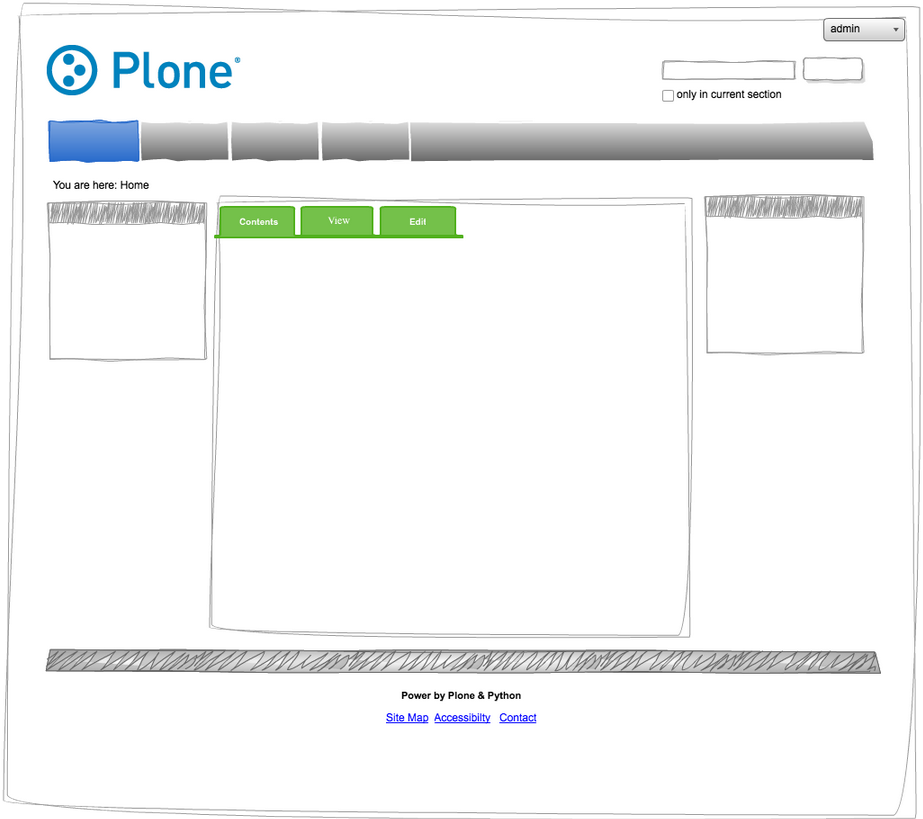 admin
Plone®
only in current section
You are here: Home
Contents View Edit
Power by Plone & Python
Site Map Accessibilty Contact